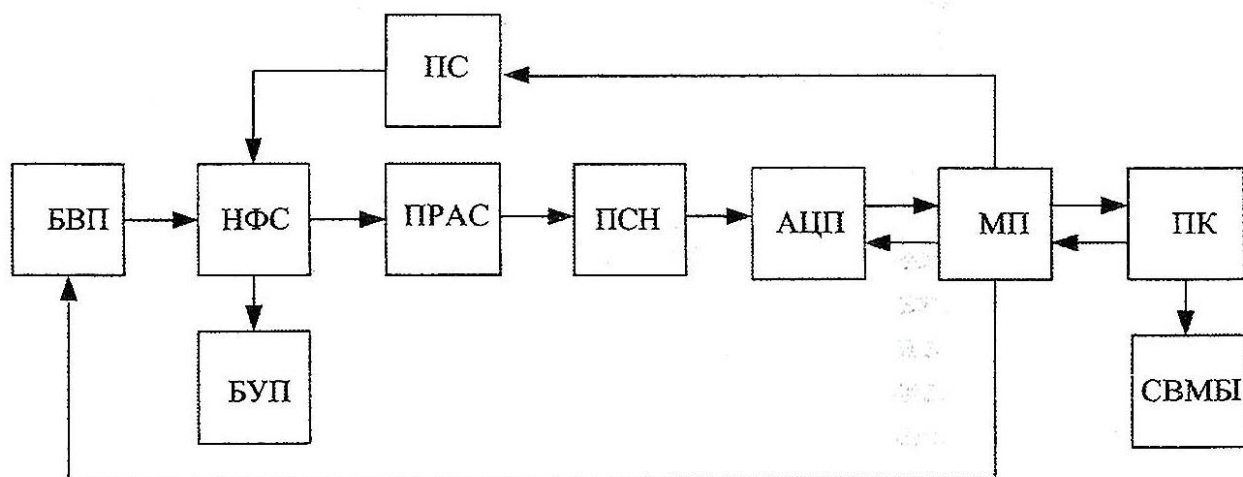 ПС
БВП
НФС
ПРАС
ПСН
АЦП
МП
ПК
БУП
СВМБІ